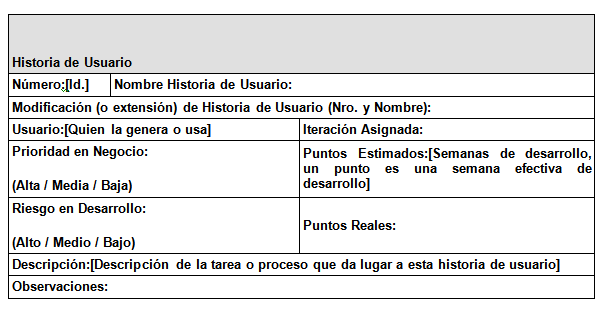 Historia de Usuario
Número:[Id.] Nombre Historia de Usuario:
Modificación (o extensión) de Historia de Usuario (Nro. y Nombre):
Usuario:[Quien la genera o usa] Iteración Asignada:
Prioridad en Negocio:
(Alta / Media / Baja)
Puntos Estimados:[Semanas de desarrollo,
un punto es una semana efectiva de
desarrollo]
Riesgo en Desarrollo:
(Alto / Medio / Bajo)
Puntos Reales:
Descripción:[Descripción de la tarea o proceso que da lugar a esta historia de usuario]
Observaciones: